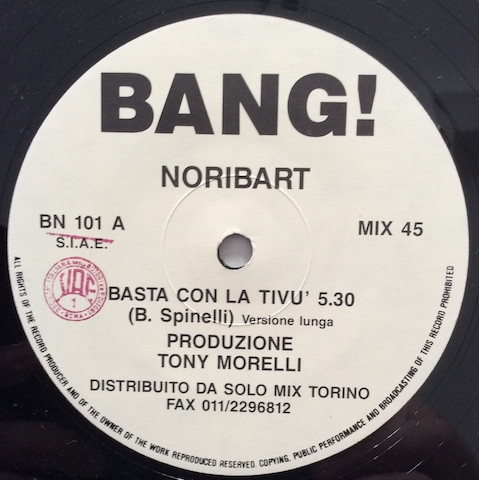 BANG!
NORIBART
BN 101 A
S.I.A.E.
MIX 45
BASTA CON LA TIVU' 5.30
(B. Spinelli) Versione lunga
PRODUZIONE
TONY MORELLI
DISTRIBUITO DA SOLO MIX TORINO
FAX 011/2296812
ALL RIGHTS OF THE RECORD PRODUCER AND OF THE OWNER OF THE WORK REPRODUCED RESERVED. COPYING, PUBLIC PERFORMANCE AND BROADCASTING OF THIS RECORD PROHIBITED